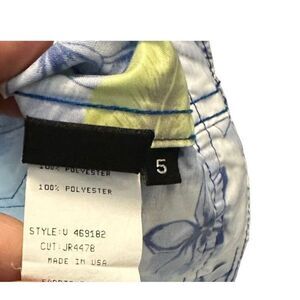 5
100% POLYESTER
100% POLYESTER
STYLE:V 469182
CUT:JR4478
MADE IN USA